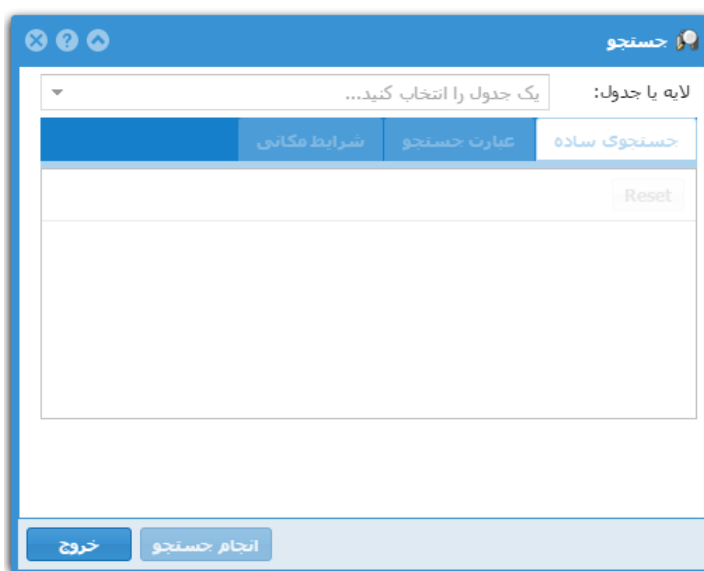 جستجو
لایه یا جدول: یک جدول را انتخاب کنید...
جستجوی ساده عبارت جستجو شرایط مکانی
Reset
انجام جستجو خروج